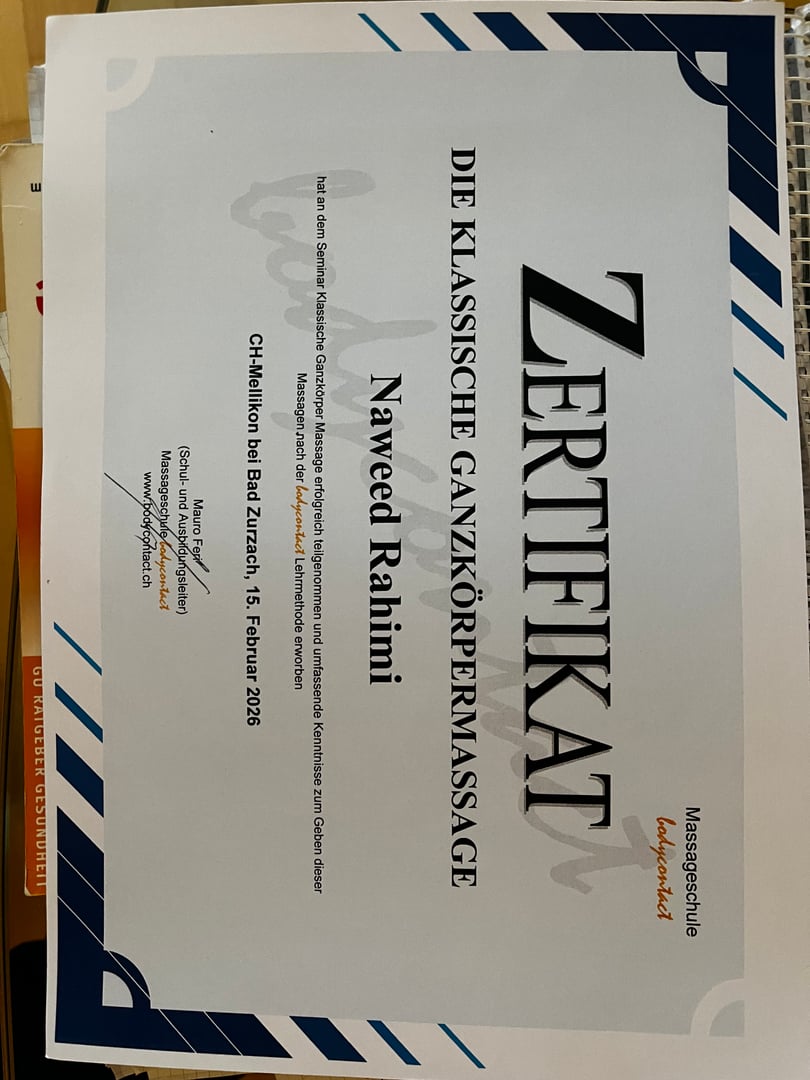 Massageschule
bodycontact
ZERTIFIKAT
DIE KLASSISCHE GANZKÖRPERMASSAGE
Naweed Rahimi
hat an dem Seminar Klassische Ganzkörper Massage erfolgreich teilgenommen und umfassende Kenntnisse zum Geben dieser
Massagen nach der bodycontact Lehrmethode erworben
CH-Mellikon bei Bad Zurzach, 15. Februar 2026
Mauro
(Schul- und Ausbildungsleiter)
Massageschule bodycontact
www.bodycontact.ch
bodycontact
GU RATGEBER GESUNDHEIT